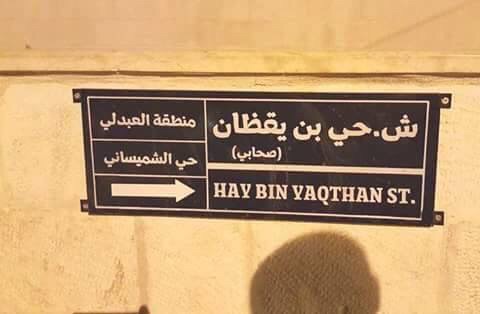 ش.حي بن يقظان
(صحابي)
HAY BIN YAQTHAN ST.
منطقة العبدلي
حي الشميساني